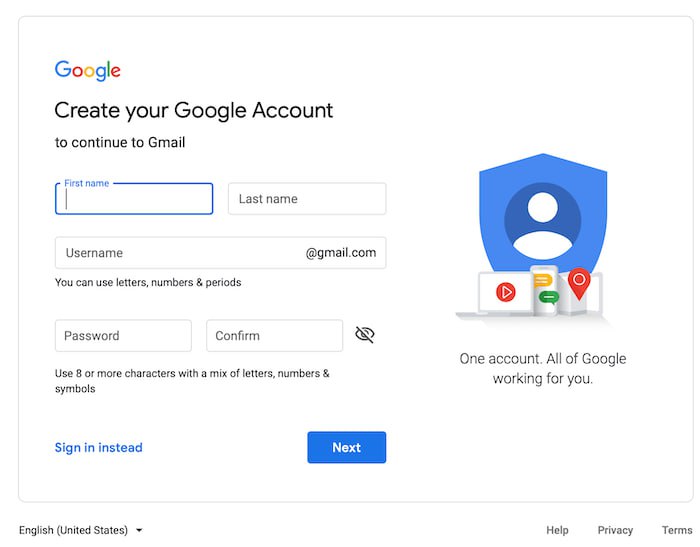 Google
Create your Google Account
to continue to Gmail
First name
Last name
Username @gmail.com
You can use letters, numbers & periods
Password
Confirm
Use 8 or more characters with a mix of letters, numbers &
symbols
Sign in instead
Next
One account. All of Google
working for you.
English (United States)
Help
Privacy
Terms